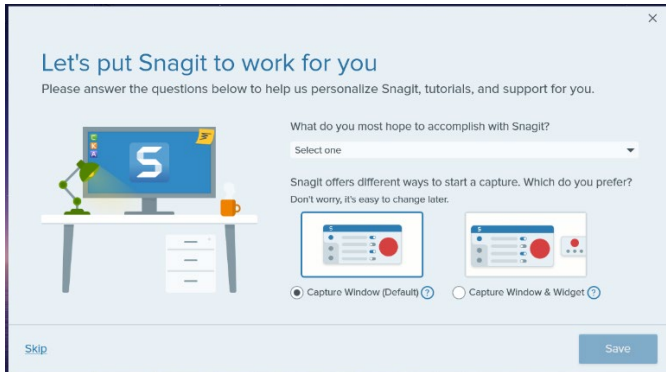 Let's put Snagit to work for you
Please answer the questions below to help us personalize Snagit, tutorials, and support for you.
What do you most hope to accomplish with Snagit?
Select one
Snagit offers different ways to start a capture. Which do you prefer?
Don't worry, it's easy to change later.
C
K
A
S
S
S
Capture Window (Default) ?
Capture Window & Widget ?
Skip
Save